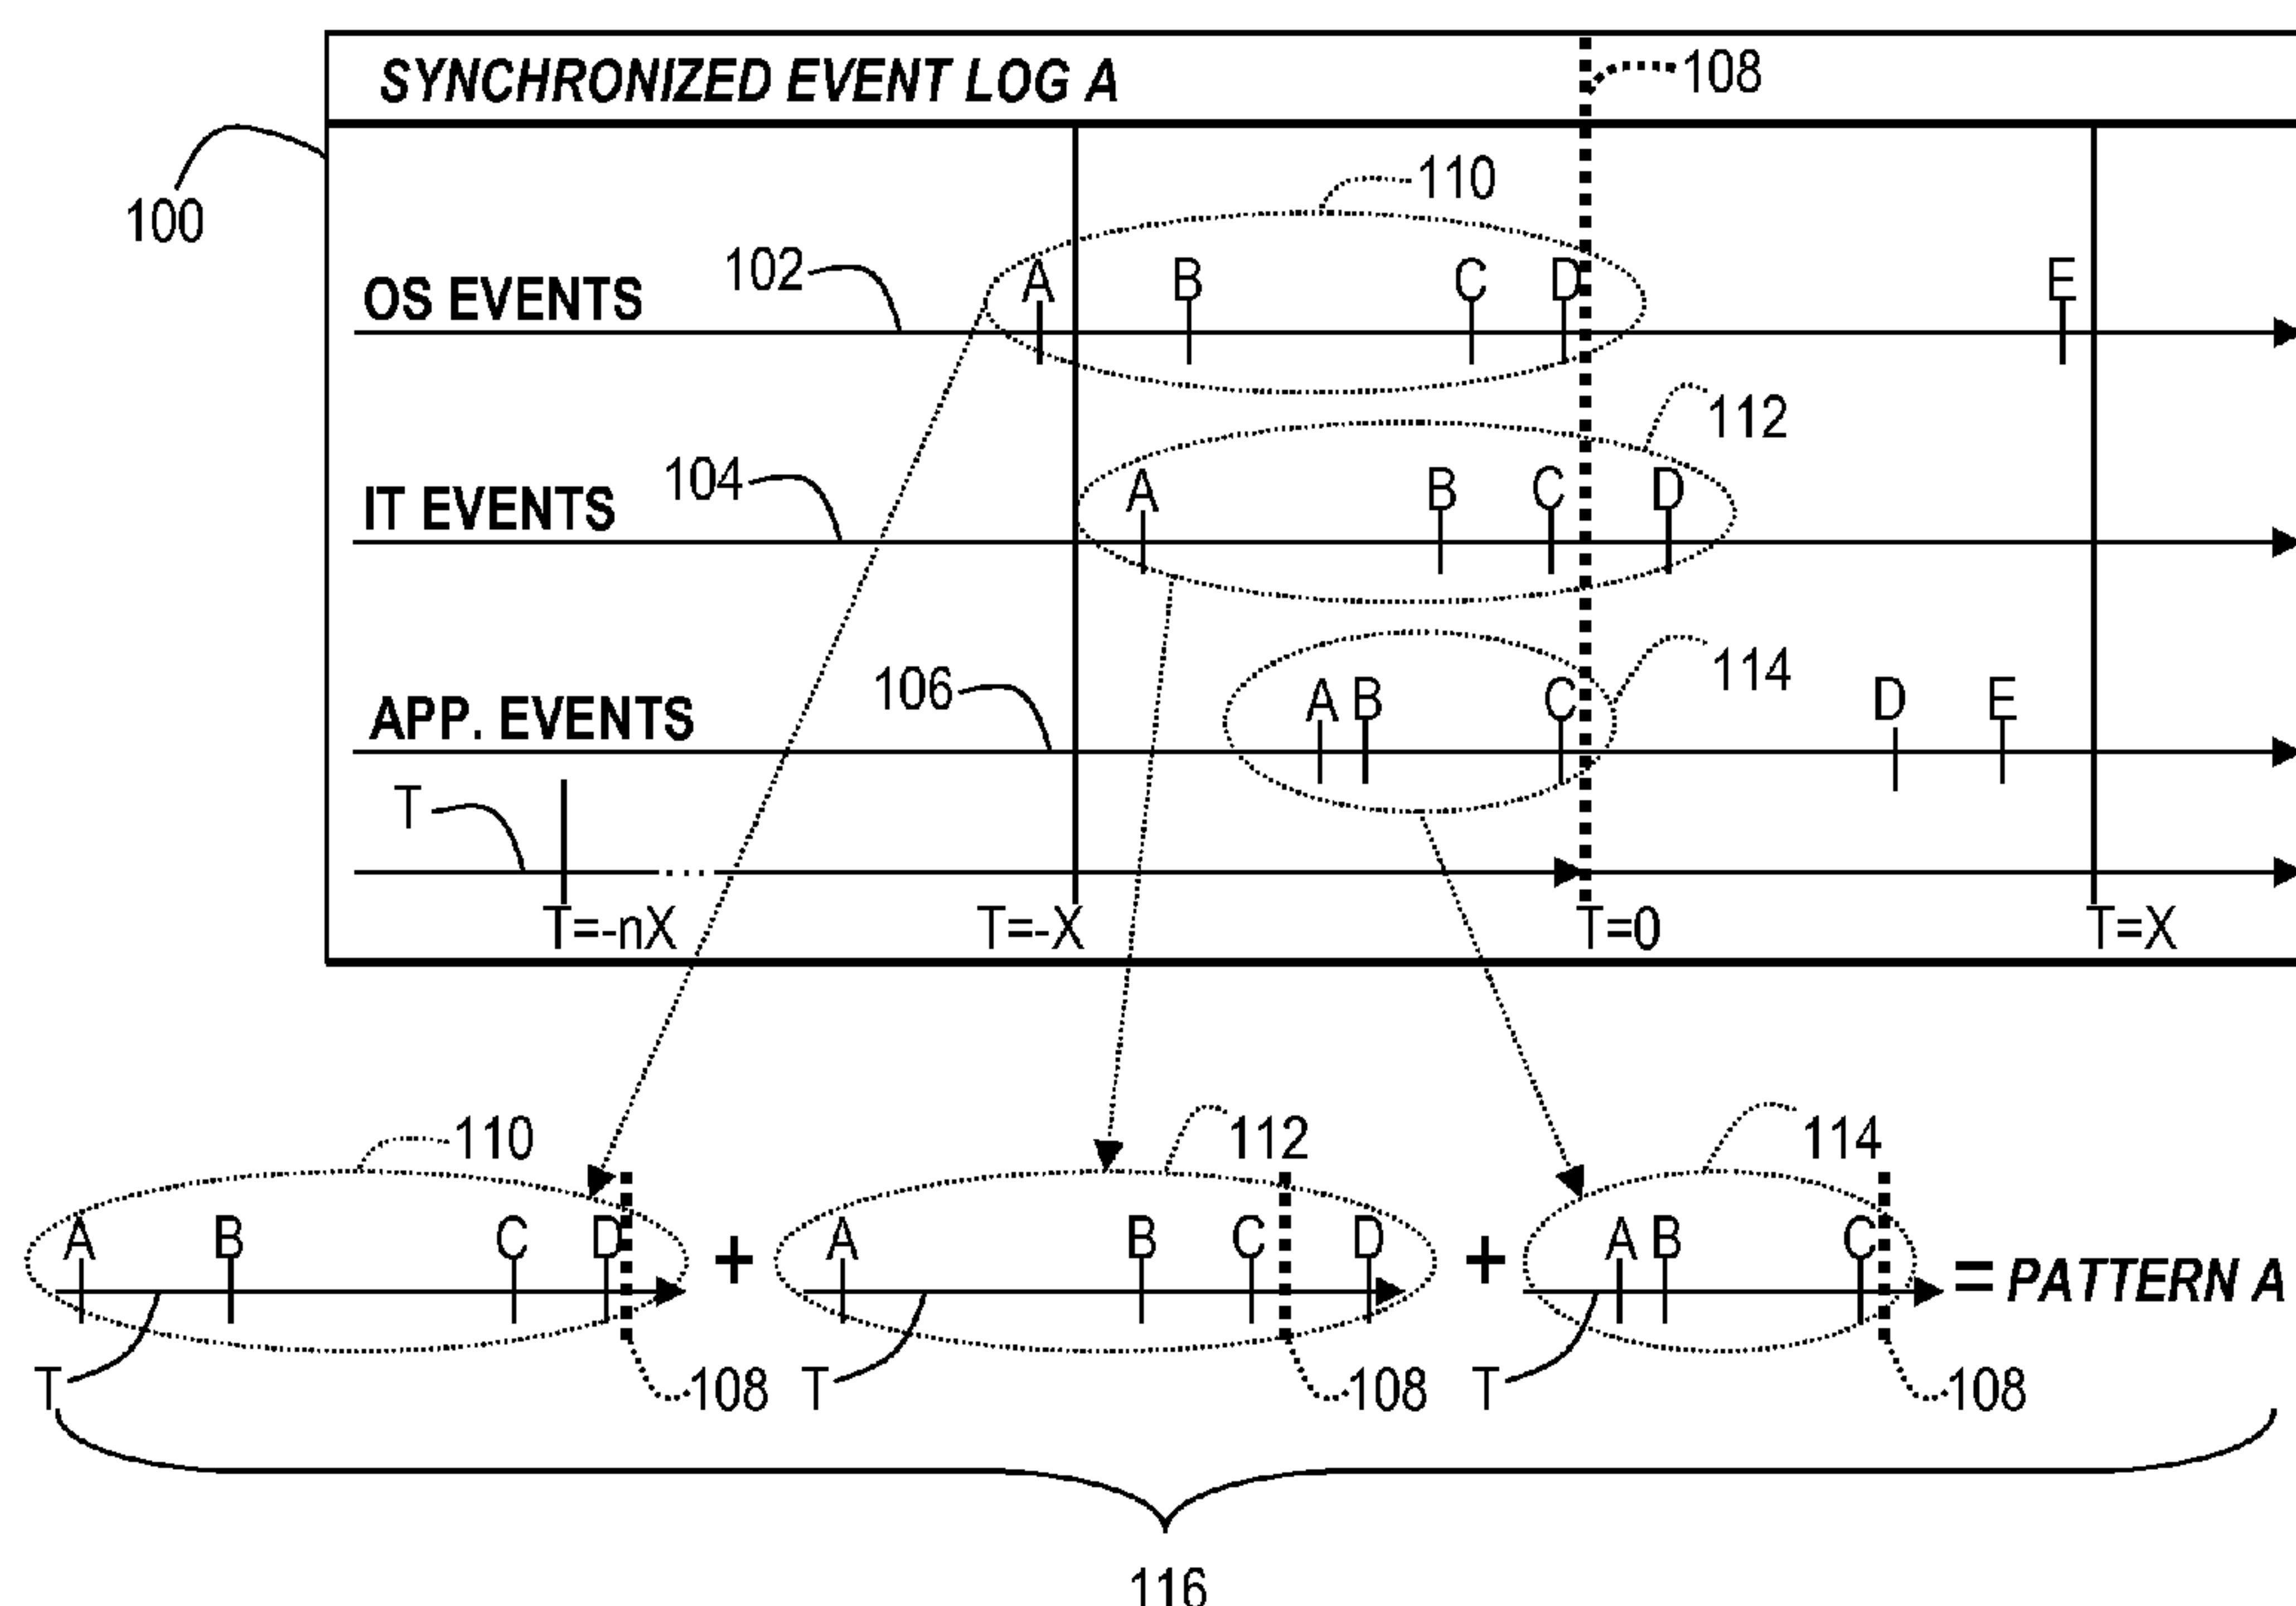 SYNCHRONIZED EVENT LOG A
108
100
110
OS EVENTS
102
A B C D E
112
IT EVENTS
104
A B C D
114
APP. EVENTS
106
A B C D E
T
T=-nX T=-X T=0 T=X
110 112 114
A B C D + A B C D + A B C = PATTERN A
T 108 T 108 T 108
116